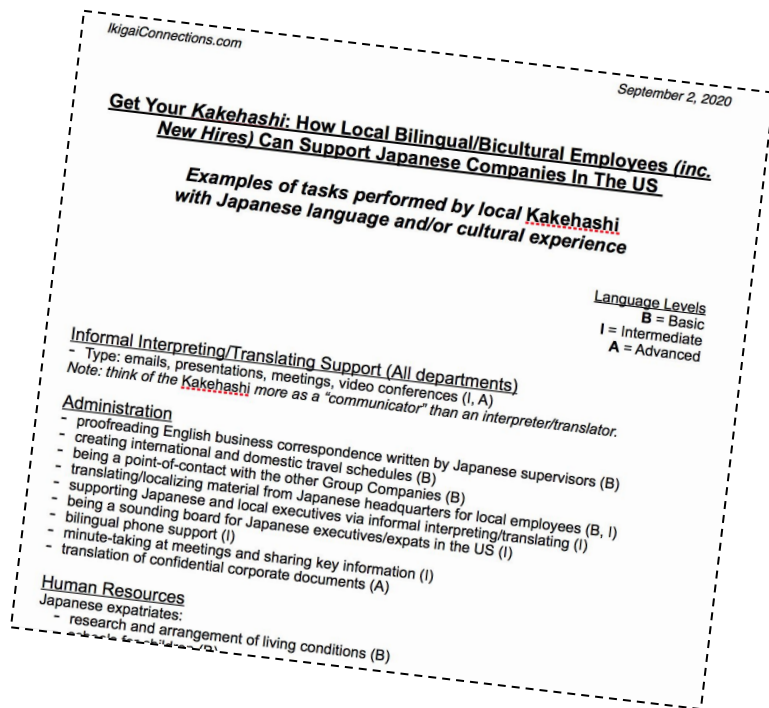 IkigaiConnections.com
September 2, 2020
Get Your Kakehashi: How Local Bilingual/Bicultural Employees (inc.
New Hires) Can Support Japanese Companies In The US
Examples of tasks performed by local Kakehashi
with Japanese language and/or cultural experience
Language Levels
B = Basic
I = Intermediate
A = Advanced
Informal Interpreting/Translating Support (All departments)
- Type: emails, presentations, meetings, video conferences (I, A)
Note: think of the Kakehashi more as a “communicator” than an interpreter/translator.
Administration
- proofreading English business correspondence written by Japanese supervisors (B)
- creating international and domestic travel schedules (B)
- being a point-of-contact with the other Group Companies (B)
- translating/localizing material from Japanese headquarters for local employees (B, I)
- supporting Japanese and local executives via informal interpreting/translating (I)
- being a sounding board for Japanese executives/expats in the US (I)
- bilingual phone support (I)
- minute-taking at meetings and sharing key information (I)
- translation of confidential corporate documents (A)
Human Resources
Japanese expatriates:
- research and arrangement of living conditions (B)